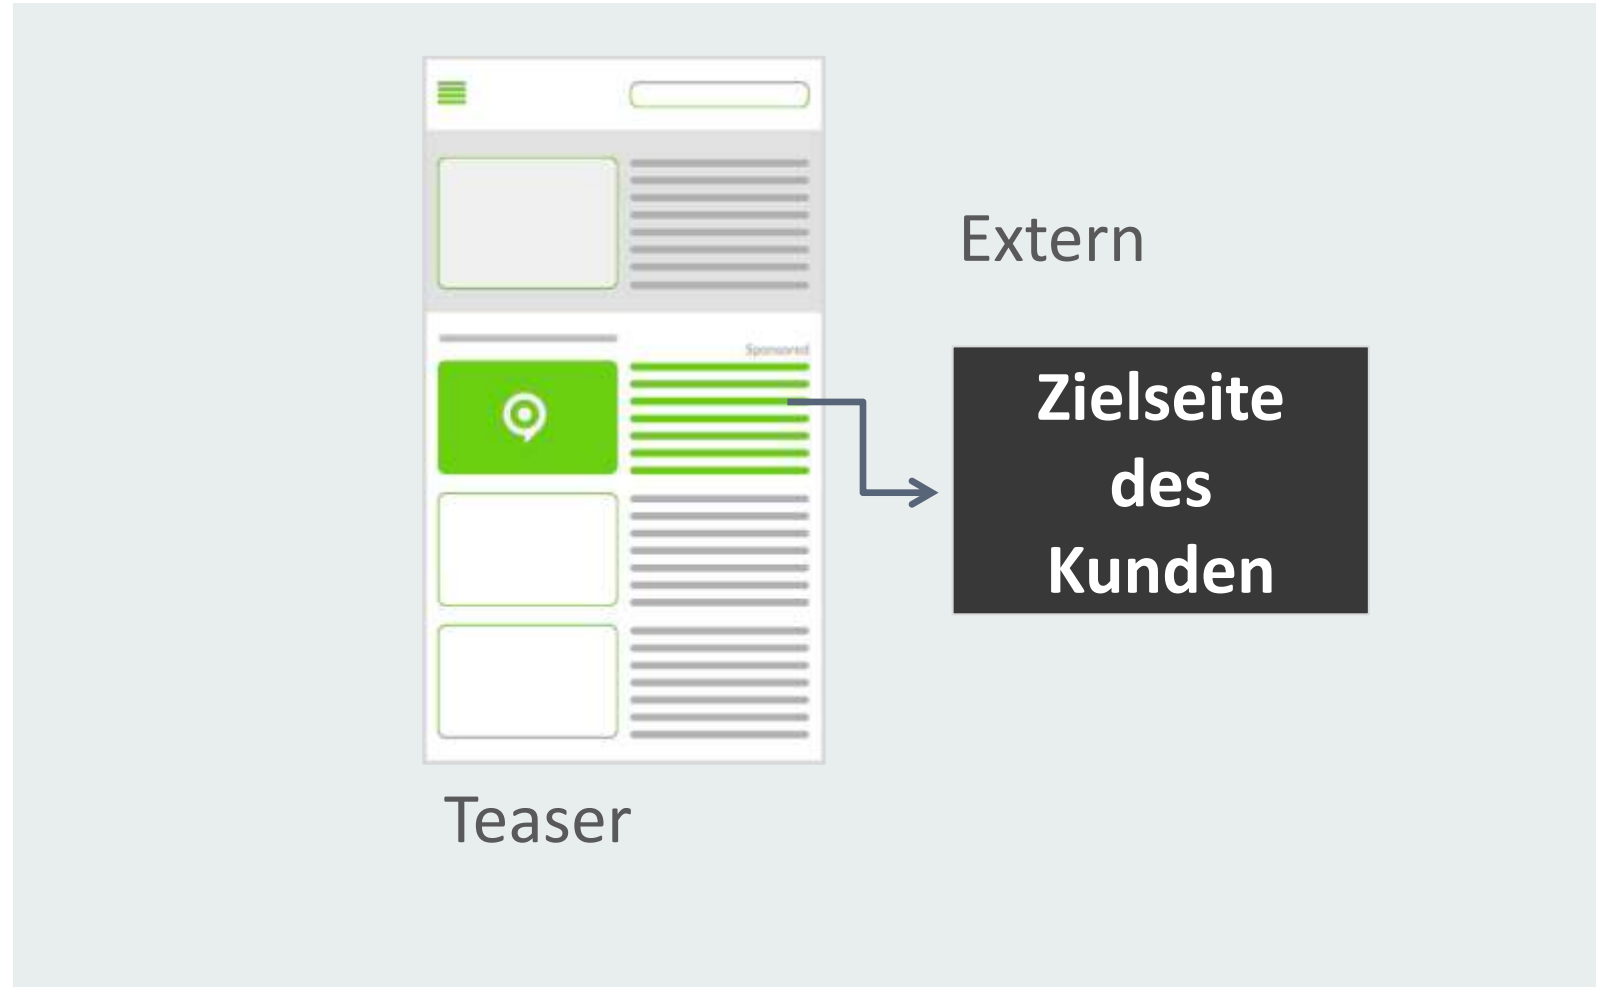 Sponsored
Extern
Zielseite
des
Kunden
Teaser